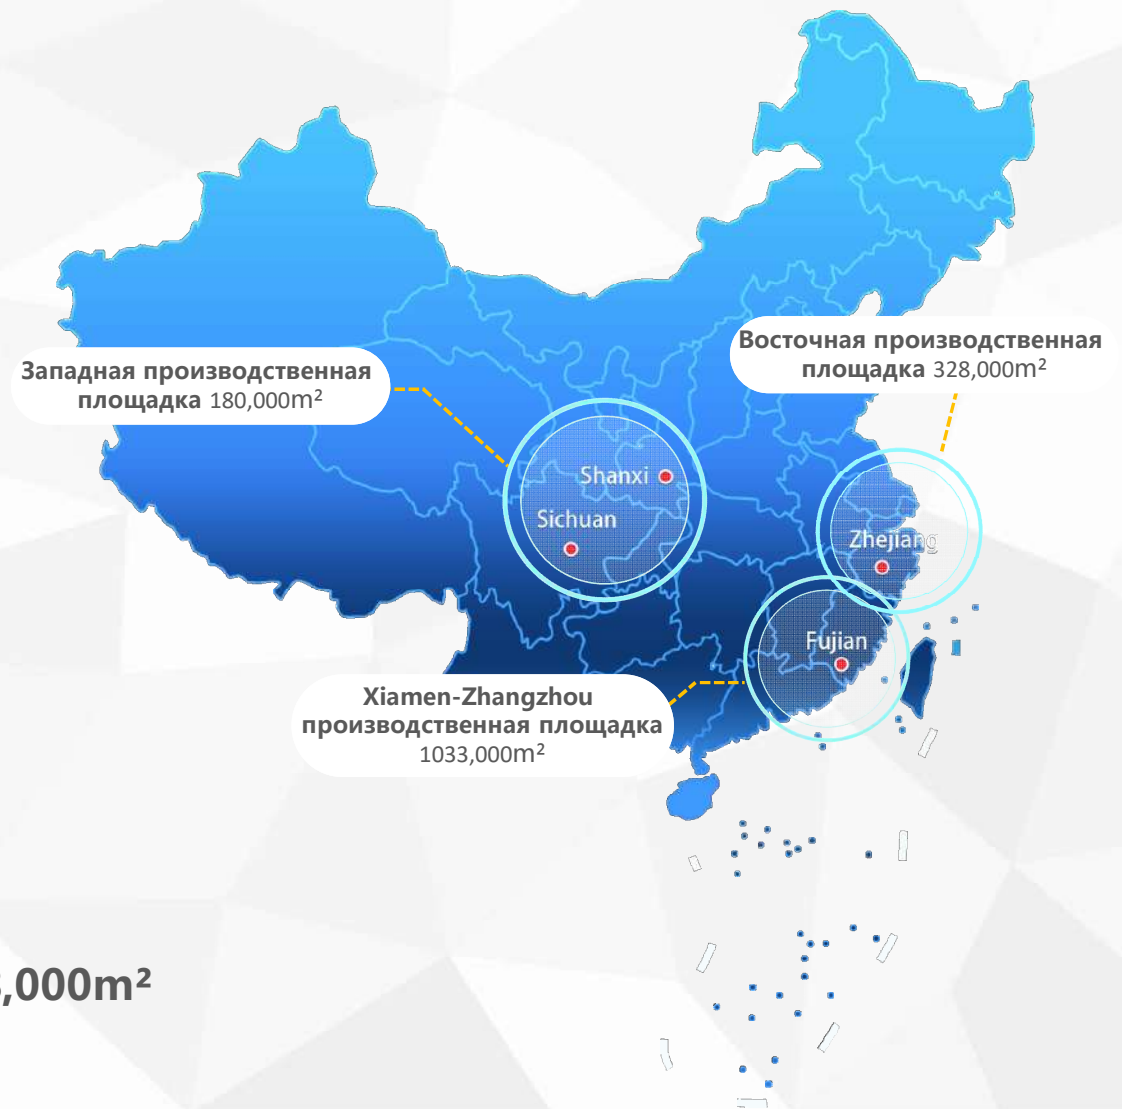 Восточная производственная
площадка 328,000m²
Западная производственная
площадка 180,000m²
Shanxi
Sichuan
Zhejiang
Fujian
Xiamen-Zhangzhou
производственная площадка
1033,000m²
,000m²